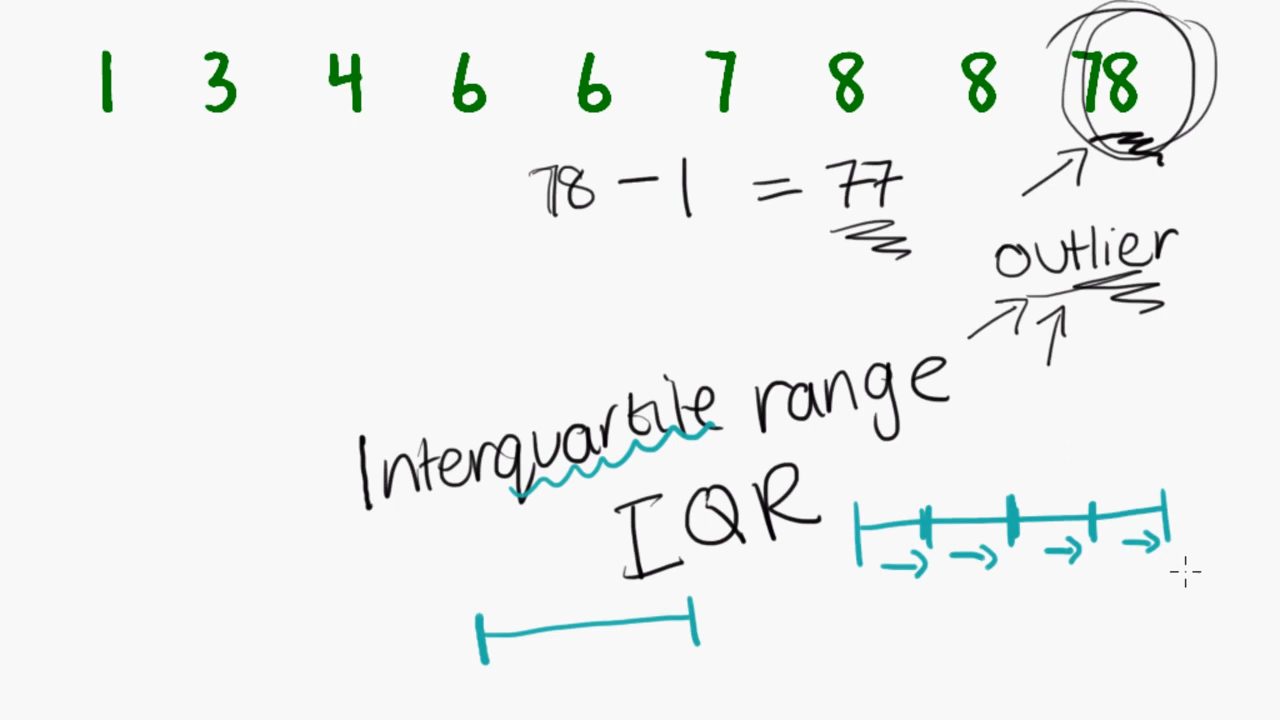 1 3 4 6 6 7 8 8 78
78 - 1 = 77
outlier
Interquartile range
IQR